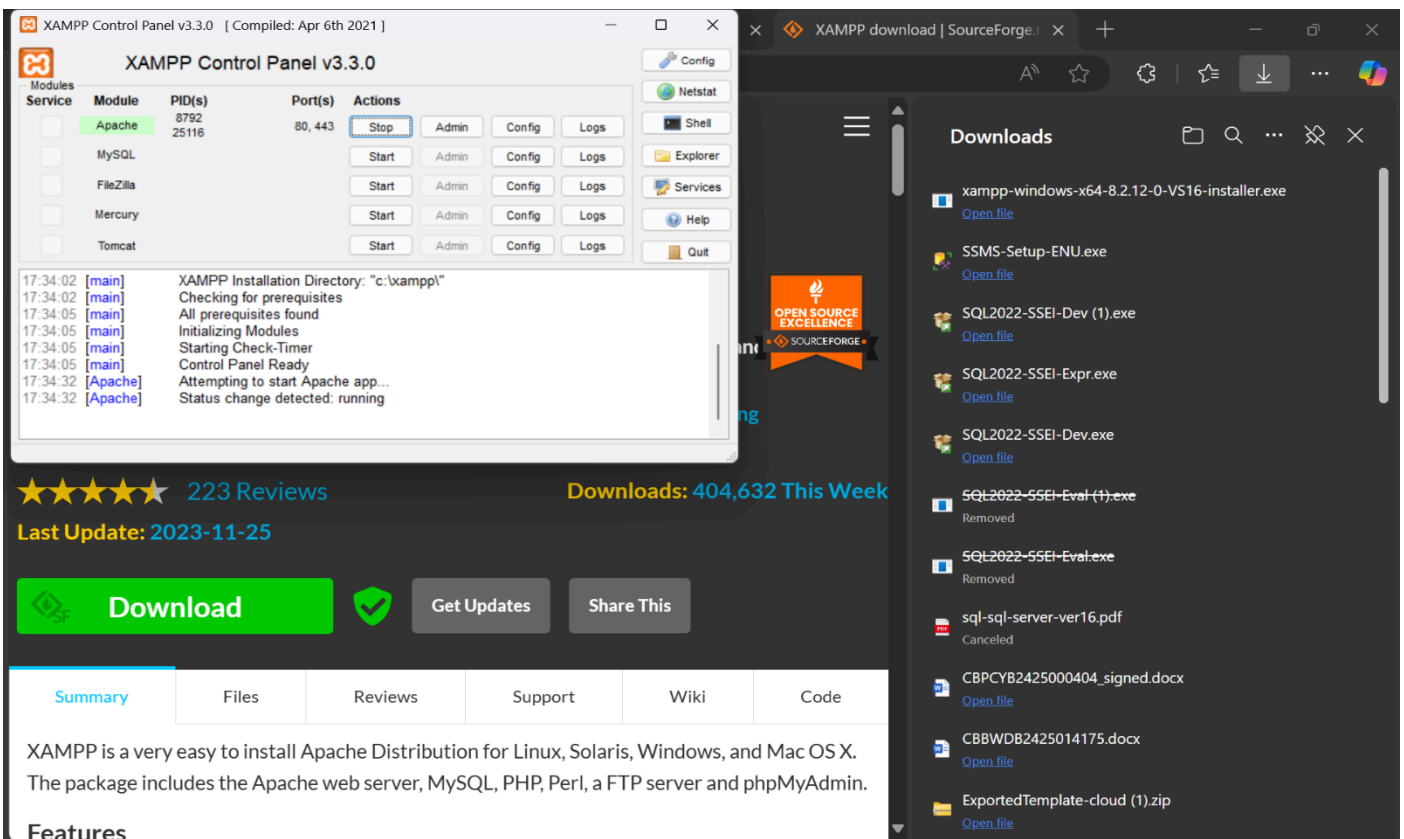 XAMPP Control Panel v3.3.0 [ Compiled: Apr 6th 2021 ]
XAMPP Control Panel v3.3.0
Modules
Service Module PID(s) Port(s) Actions
Apache 8792 25116 80, 443 Stop Admin Config Logs
MySQL Start Admin Config Logs
FileZilla Start Admin Config Logs
Mercury Start Admin Config Logs
Tomcat Start Admin Config Logs
Config
Netstat
Shell
Explorer
Services
Help
Quit
17:34:02 [main] XAMPP Installation Directory: "c:\xampp\"
17:34:02 [main] Checking for prerequisites
17:34:05 [main] All prerequisites found
17:34:05 [main] Initializing Modules
17:34:05 [main] Starting Check-Timer
17:34:05 [main] Control Panel Ready
17:34:32 [Apache] Attempting to start Apache app...
17:34:32 [Apache] Status change detected: running
XAMPP download | SourceForge.
OPEN SOURCE
EXCELLENCE
SOURCEFORGE
ng
223 Reviews
Downloads: 404,632 This Week
Last Update: 2023-11-25
SF
Download
Get Updates
Share This
Summary Files Reviews Support Wiki Code
XAMPP is a very easy to install Apache Distribution for Linux, Solaris, Windows, and Mac OS X.
The package includes the Apache web server, MySQL, PHP, Perl, a FTP server and phpMyAdmin.
Features
Downloads
xampp-windows-x64-8.2.12-0-VS16-installer.exe
Open file
SSMS-Setup-ENU.exe
Open file
SQL2022-SSEI-Dev (1).exe
Open file
SQL2022-SSEI-Expr.exe
Open file
SQL2022-SSEI-Dev.exe
Open file
SQL2022-SSEI-Eval (1).exe
Removed
SQL2022-SSEI-Eval.exe
Removed
sql-sql-server-ver16.pdf
Canceled
CBPCYB2425000404_signed.docx
Open file
CBBWDB2425014175.docx
Open file
ExportedTemplate-cloud (1).zip
Open file